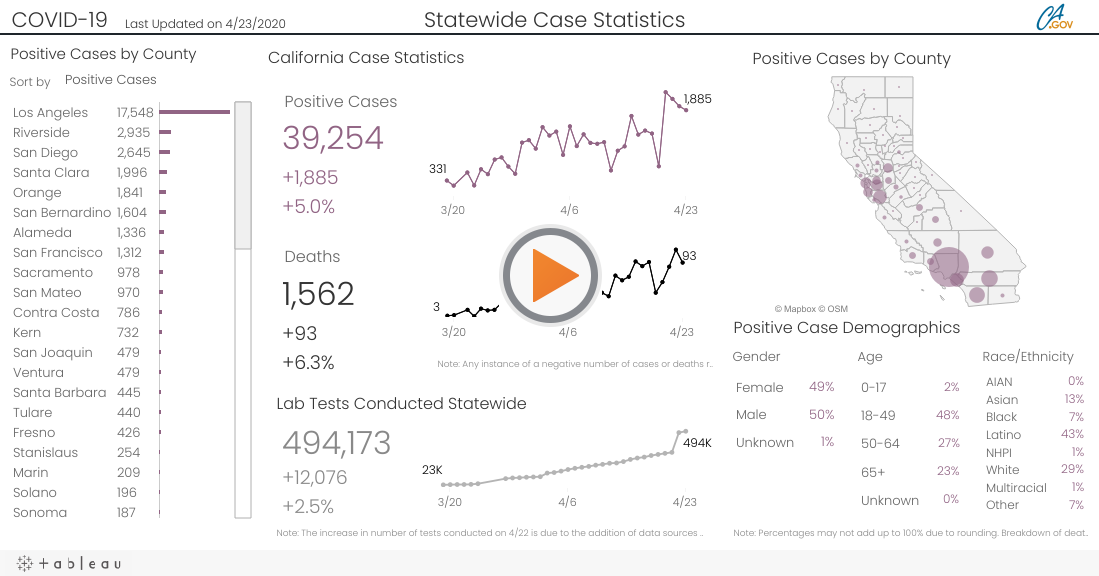 COVID-19 Last Updated on 4/23/2020
Statewide Case Statistics
CA.GOV
Positive Cases by County
Sort by Positive Cases
Los Angeles 17,548
Riverside 2,935
San Diego 2,645
Santa Clara 1,996
Orange 1,841
San Bernardino 1,604
Alameda 1,336
San Francisco 1,312
Sacramento 978
San Mateo 970
Contra Costa 786
Kern 732
San Joaquin 479
Ventura 479
Santa Barbara 445
Tulare 440
Fresno 426
Stanislaus 254
Marin 209
Solano 196
Sonoma 187
California Case Statistics
Positive Cases
39,254
+1,885
+5.0%
331
1,885
3/20 4/6 4/23
Deaths
1,562
+93
+6.3%
3
93
3/20 4/6 4/23
Note: Any instance of a negative number of cases or deaths r..
Lab Tests Conducted Statewide
494,173
+12,076
+2.5%
23K
494K
3/20 4/6 4/23
Note: The increase in number of tests conducted on 4/22 is due to the addition of data sources ..
Positive Cases by County
© Mapbox © OSM
Positive Case Demographics
Gender
Female 49%
Male 50%
Unknown 1%
Age
0-17 2%
18-49 48%
50-64 27%
65+ 23%
Unknown 0%
Race/Ethnicity
AIAN 0%
Asian 13%
Black 7%
Latino 43%
NHPI 1%
White 29%
Multiracial 1%
Other 7%
Note: Percentages may not add up to 100% due to rounding. Breakdown of deat..
+ableau